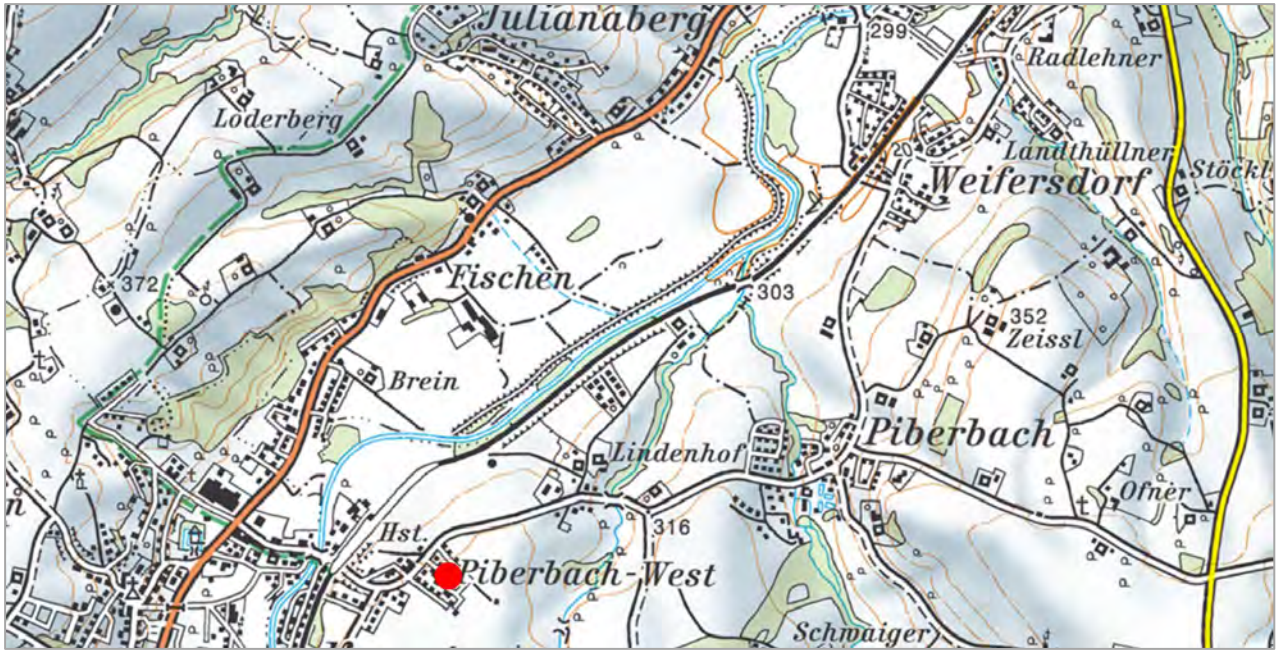 Julianaberg
299
Radlehner
Loderberg
20
Landthüllner
Stöckl
Weifersdorf
Fischen
372
303
352
Zeissl
Brein
Piberbach
Lindenhof
Ofner
n
316
Hst.
Piberbach-West
Schwaiger